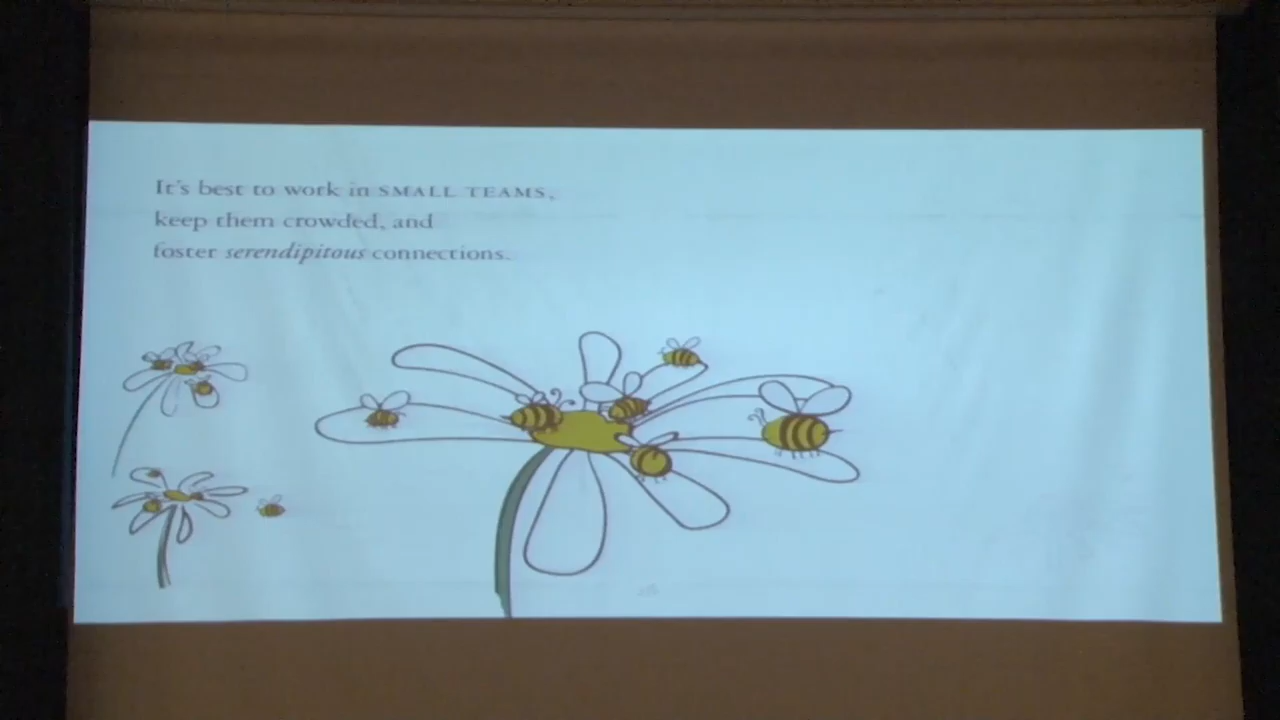 It's best to work in SMALL TEAMS,
keep them crowded, and
foster serendipitous connections.